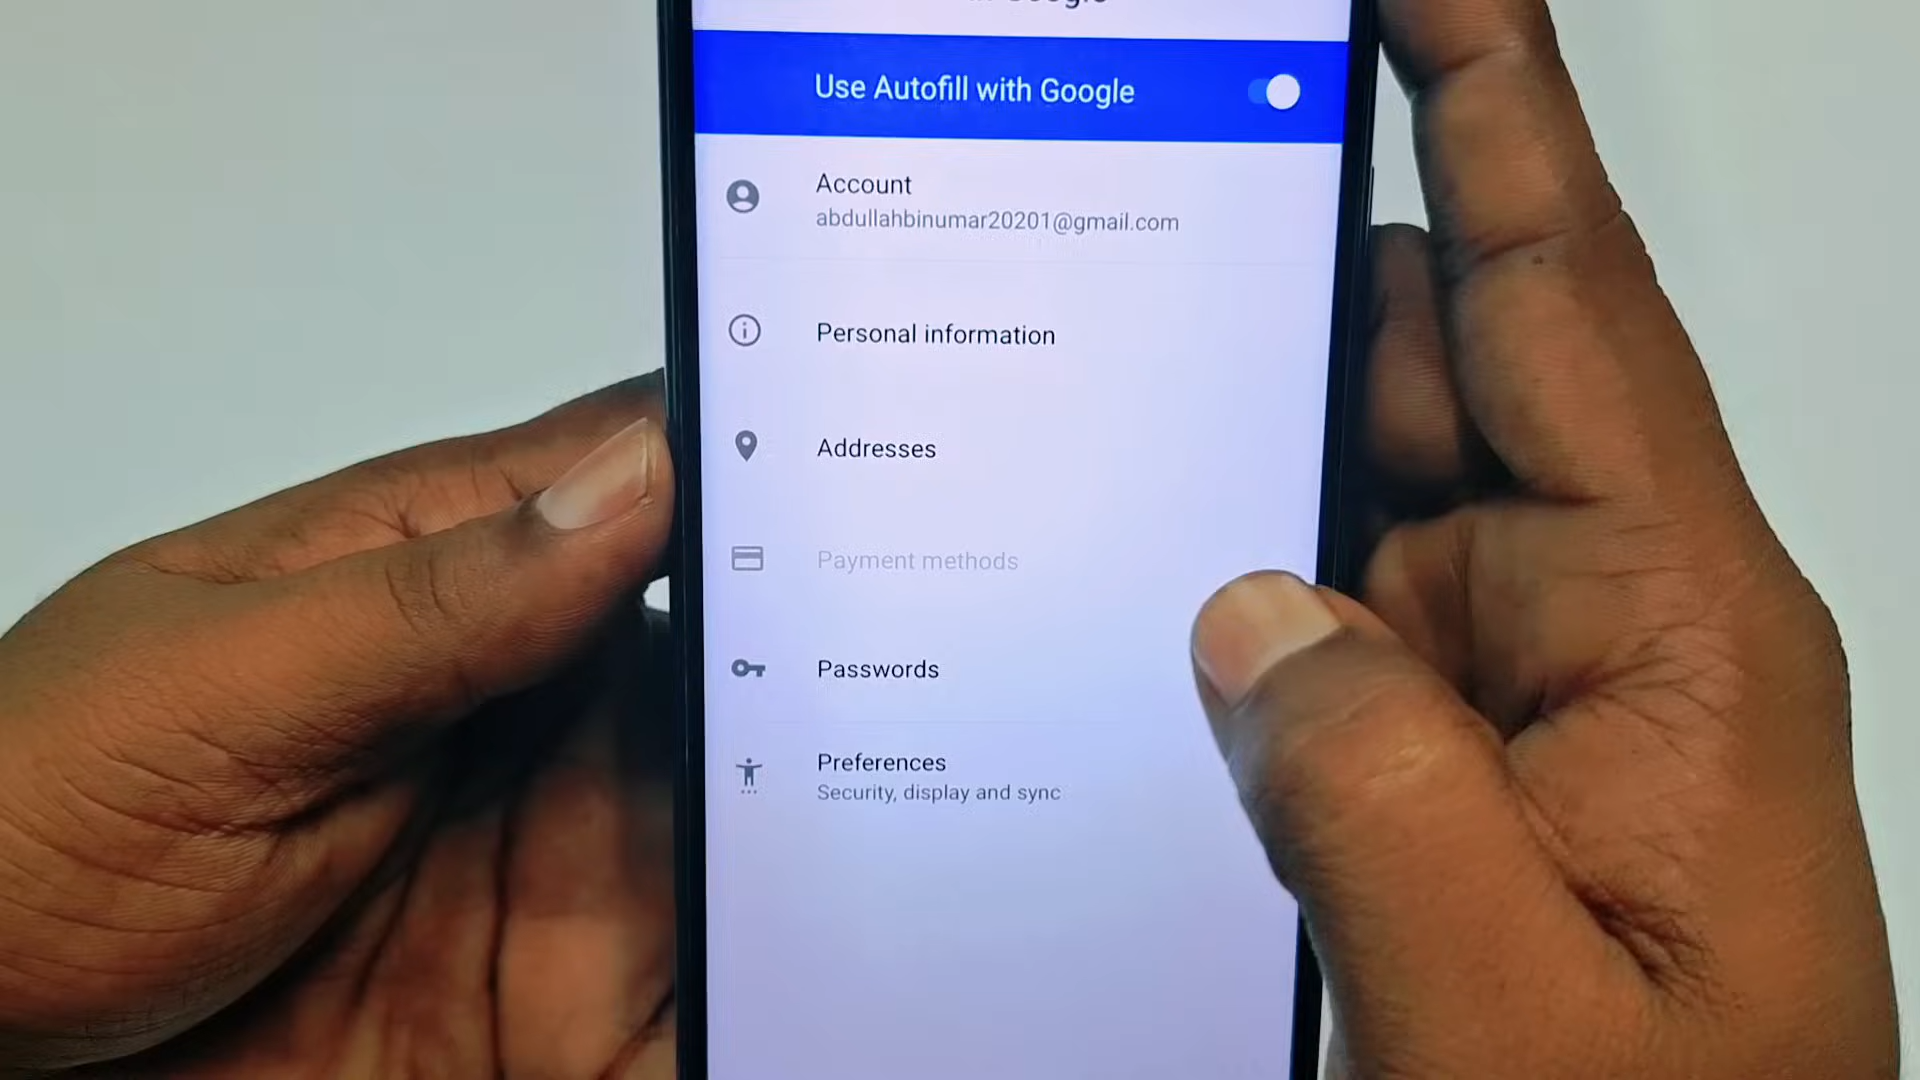 Google
Use Autofill with Google
Account
abdullahbinumar20201@gmail.com
Personal information
Addresses
Payment methods
Passwords
Preferences
Security, display and sync